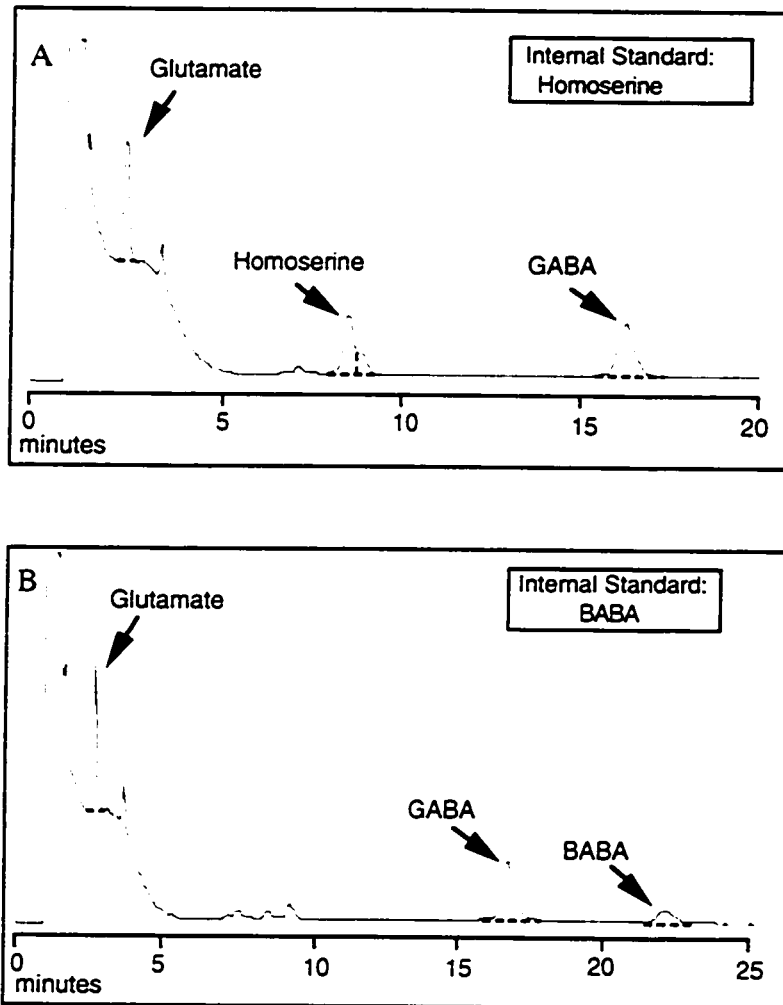 A
Glutamate
Internal Standard:
Homoserine
Homoserine
GABA
0 5 10 15 20
minutes
B
Glutamate
Internal Standard:
BABA
GABA
BABA
0 5 10 15 20 25
minutes